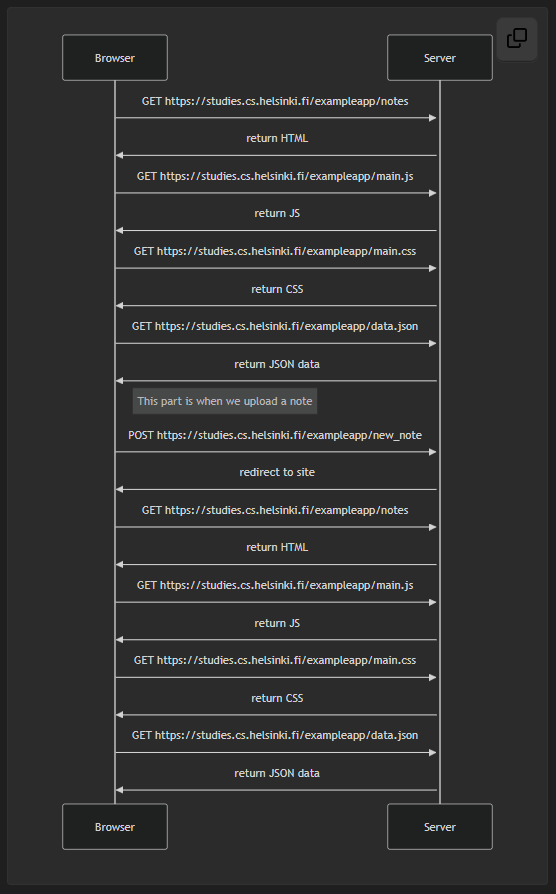 Browser
Server
GET https://studies.cs.helsinki.fi/exampleapp/notes
return HTML
GET https://studies.cs.helsinki.fi/exampleapp/main.js
return JS
GET https://studies.cs.helsinki.fi/exampleapp/main.css
return CSS
GET https://studies.cs.helsinki.fi/exampleapp/data.json
return JSON data
This part is when we upload a note
POST https://studies.cs.helsinki.fi/exampleapp/new_note
redirect to site
GET https://studies.cs.helsinki.fi/exampleapp/notes
return HTML
GET https://studies.cs.helsinki.fi/exampleapp/main.js
return JS
GET https://studies.cs.helsinki.fi/exampleapp/main.css
return CSS
GET https://studies.cs.helsinki.fi/exampleapp/data.json
return JSON data
Browser
Server